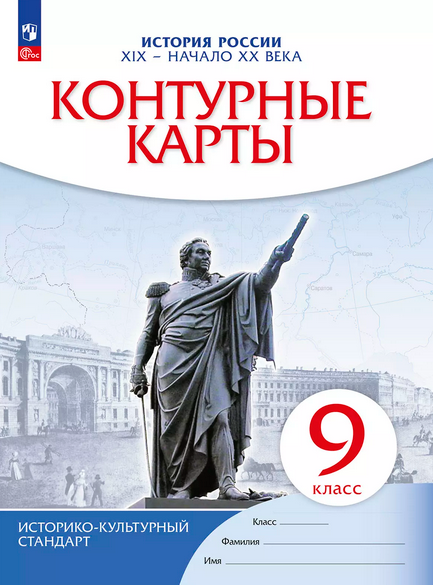 ИСТОРИЯ РОССИИ
XIX – НАЧАЛО XX ВЕКА
КОНТУРНЫЕ
КАРТЫ
9
класс
ИСТОРИКО-КУЛЬТУРНЫЙ
СТАНДАРТ
Класс
Фамилия
Имя